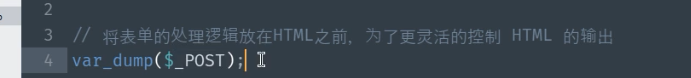 2
3 // 将表单的处理逻辑放在HTML之前，为了更灵活的控制 HTML 的输出
4 var_dump($_POST);